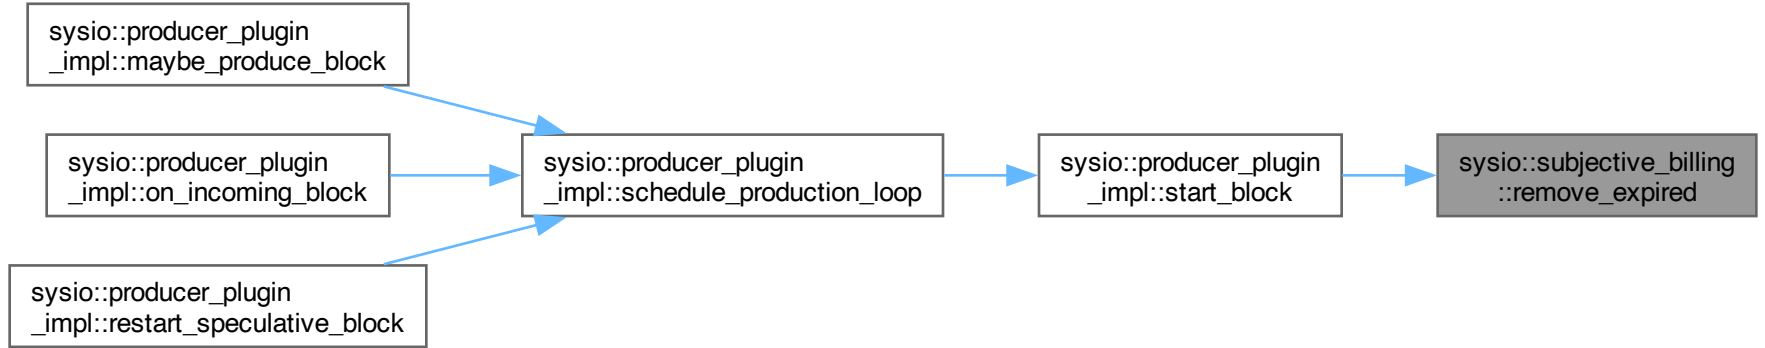 sysio::producer_plugin
_impl::maybe_produce_block
sysio::producer_plugin
_impl::on_incoming_block
sysio::producer_plugin
_impl::restart_speculative_block
sysio::producer_plugin
_impl::schedule_production_loop
sysio::producer_plugin
_impl::start_block
sysio::subjective_billing
::remove_expired